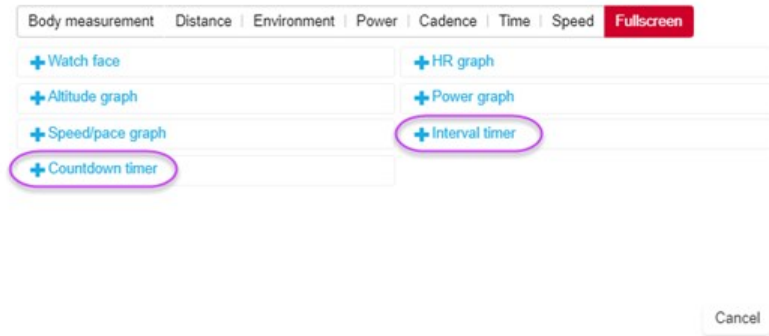 Body measurement Distance Environment Power Cadence Time Speed Fullscreen
Watch face HR graph
Altitude graph Power graph
Speed/pace graph Interval timer
Countdown timer
Cancel